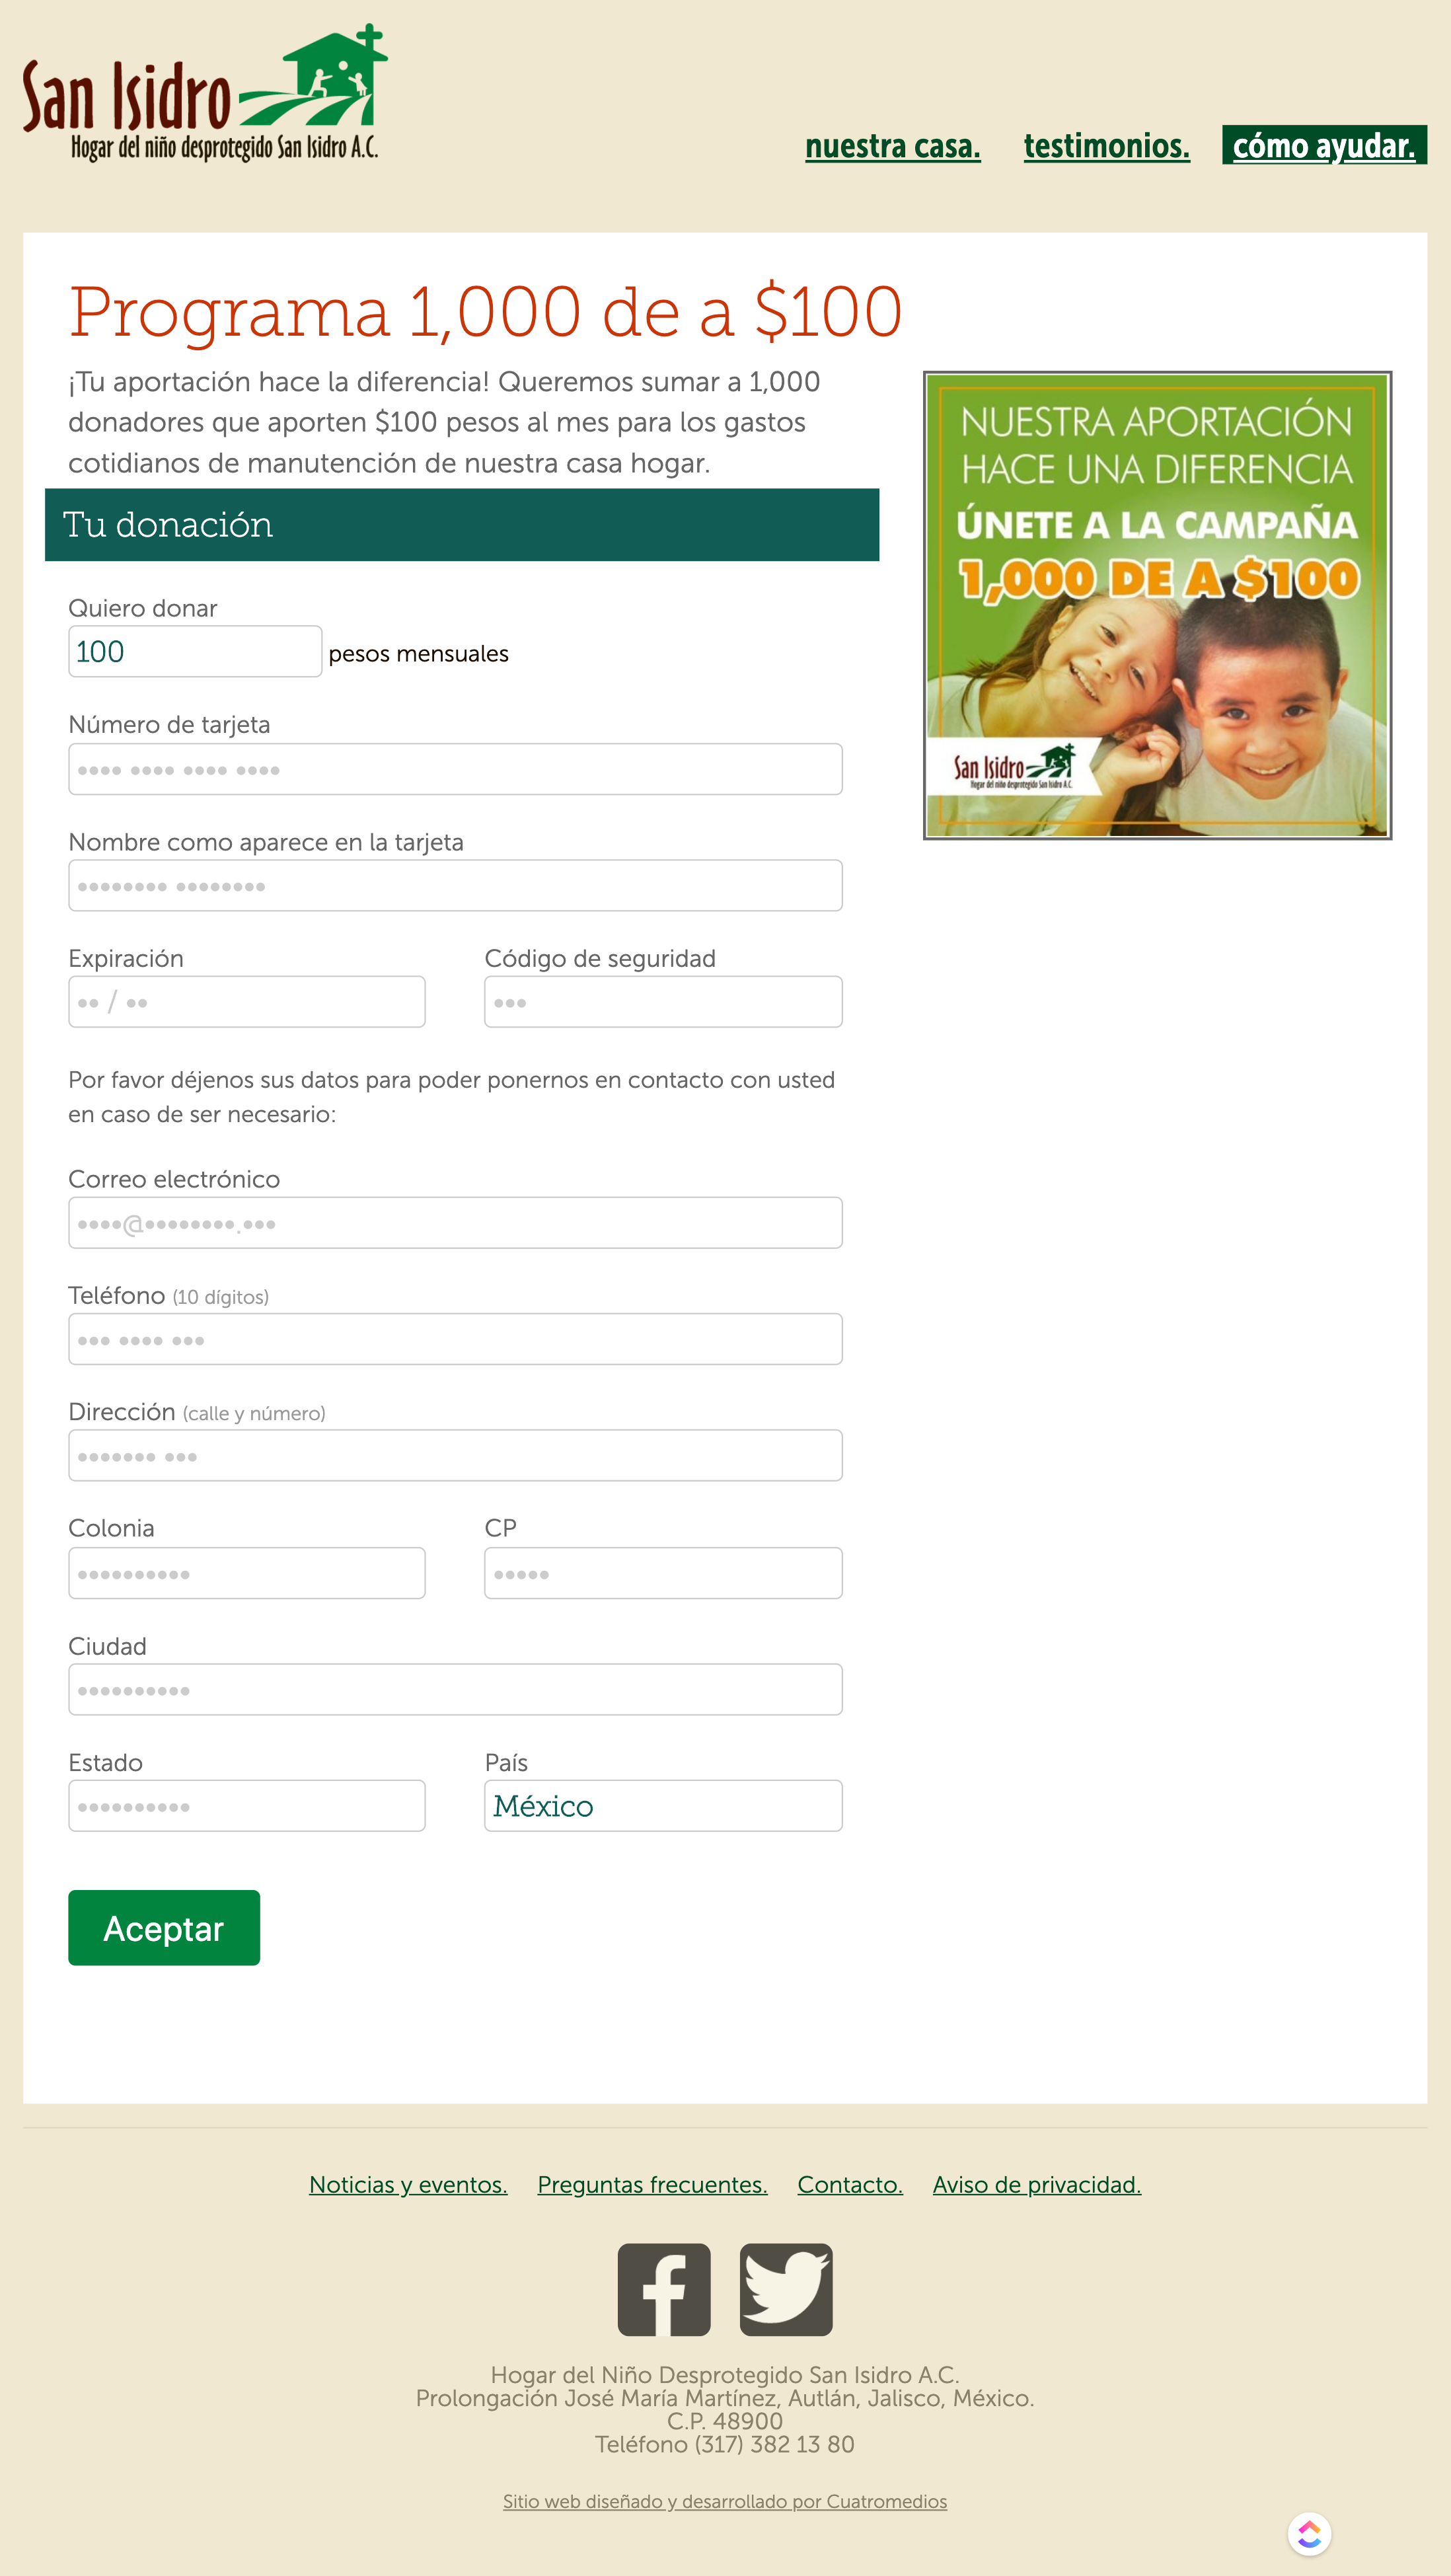 San Isidro
Hogar del niño desprotegido San Isidro A.C.
nuestra casa. testimonios. cómo ayudar.
Programa 1,000 de a $100
¡Tu aportación hace la diferencia! Queremos sumar a 1,000
donadores que aporten $100 pesos al mes para los gastos
cotidianos de manutención de nuestra casa hogar.
NUESTRA APORTACIÓN
HACE UNA DIFERENCIA
ÚNETE A LA CAMPAÑA
1,000 DE A $100
San Isidro
Hogar del niño desprotegido San Isidro A.C.
Tu donación
Quiero donar
100 pesos mensuales
Número de tarjeta
•••• •••• •••• ••••
Nombre como aparece en la tarjeta
•••••••• ••••••••
Expiración Código de seguridad
•• / •• •••
Por favor déjenos sus datos para poder ponernos en contacto con usted
en caso de ser necesario:
Correo electrónico
••••@••••••••.•••
Teléfono (10 dígitos)
••• •••• •••
Dirección (calle y número)
••••••• •••
Colonia CP
•••••••••• •••••
Ciudad
••••••••••
Estado País
•••••••••• México
Aceptar
Noticias y eventos. Preguntas frecuentes. Contacto. Aviso de privacidad.
Hogar del Niño Desprotegido San Isidro A.C.
Prolongación José María Martínez, Autlán, Jalisco, México.
C.P. 48900
Teléfono (317) 382 13 80
Sitio web diseñado y desarrollado por Cuatromedios